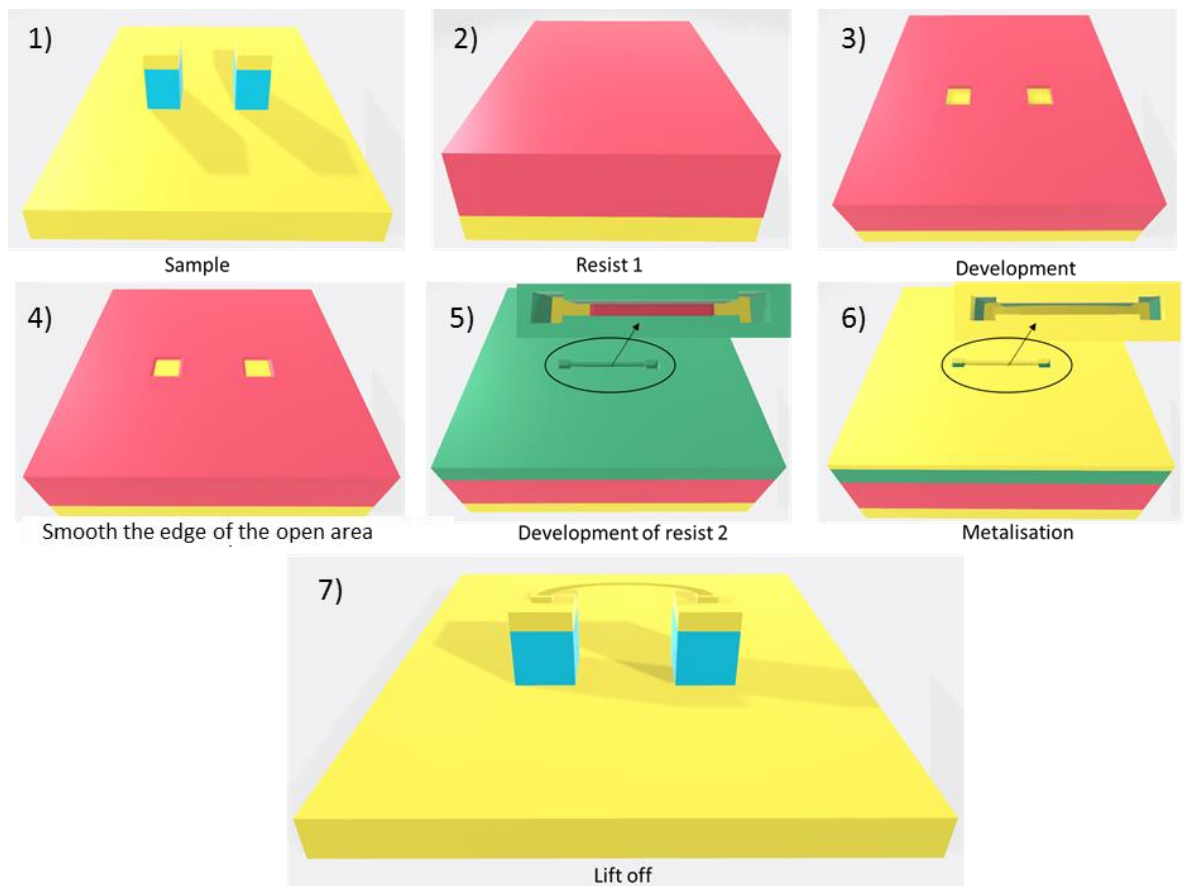 1)
2)
3)
Sample
Resist 1
Development
4)
5)
6)
Smooth the edge of the open area
Development of resist 2
Metalisation
7)
Lift off